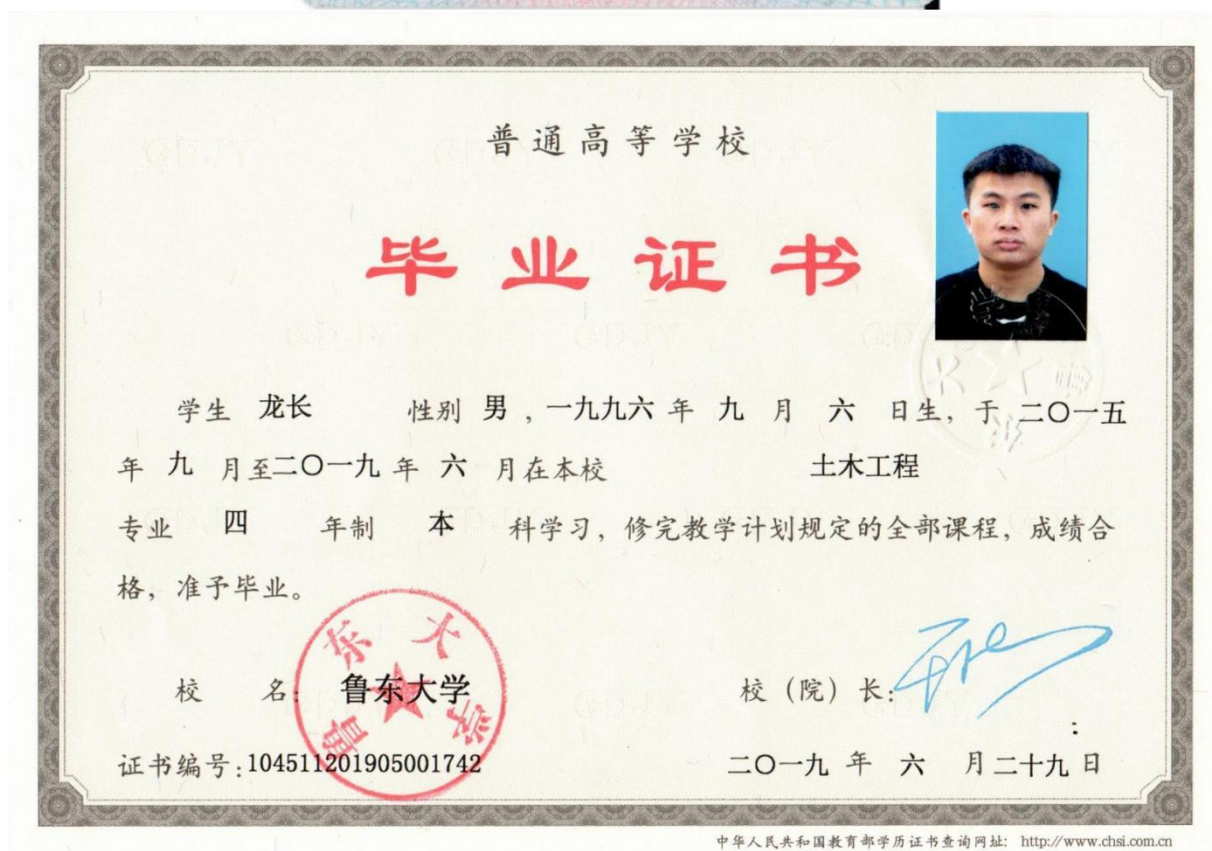 普通高等学校
毕业证书
学生 龙长 性别 男 ，一九九六 年 九 月 六 日生，于 二〇一五
年 九 月至二〇一九 年 六 月在本校 土木工程
专业 四 年制 本 科学习，修完教学计划规定的全部课程，成绩合
格，准予毕业。
鲁东大学
校 名： 鲁东大学 校（院）长：
证书编号：104511201905001742 二〇一九 年 六 月二十九 日
中华人民共和国教育部学历证书查询网址： http://www.chsi.com.cn